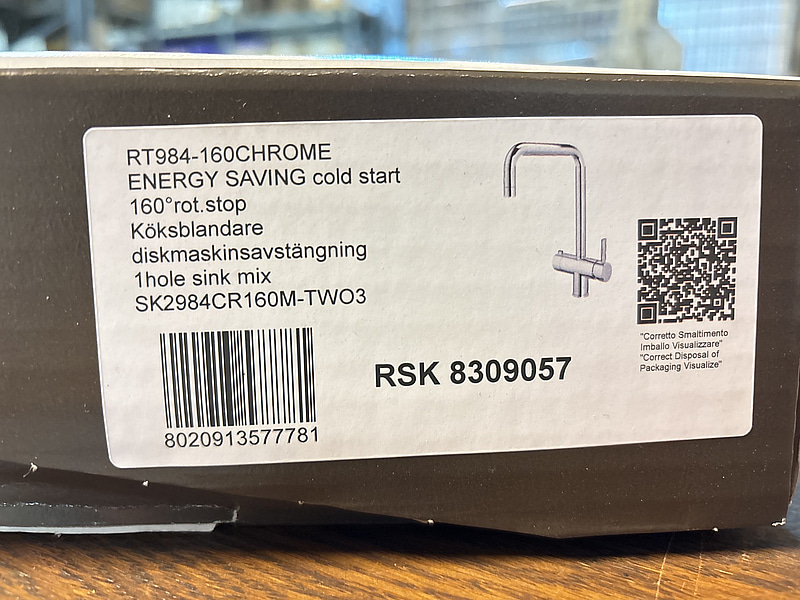 RT984-160CHROME
ENERGY SAVING cold start
160°rot.stop
Köksblandare
diskmaskinsavstängning
1hole sink mix
SK2984CR160M-TWO3
8020913577781
RSK 8309057
"Corretto Smaltimento
Imballo Visualizzare"
"Correct Disposal of
Packaging Visualize"